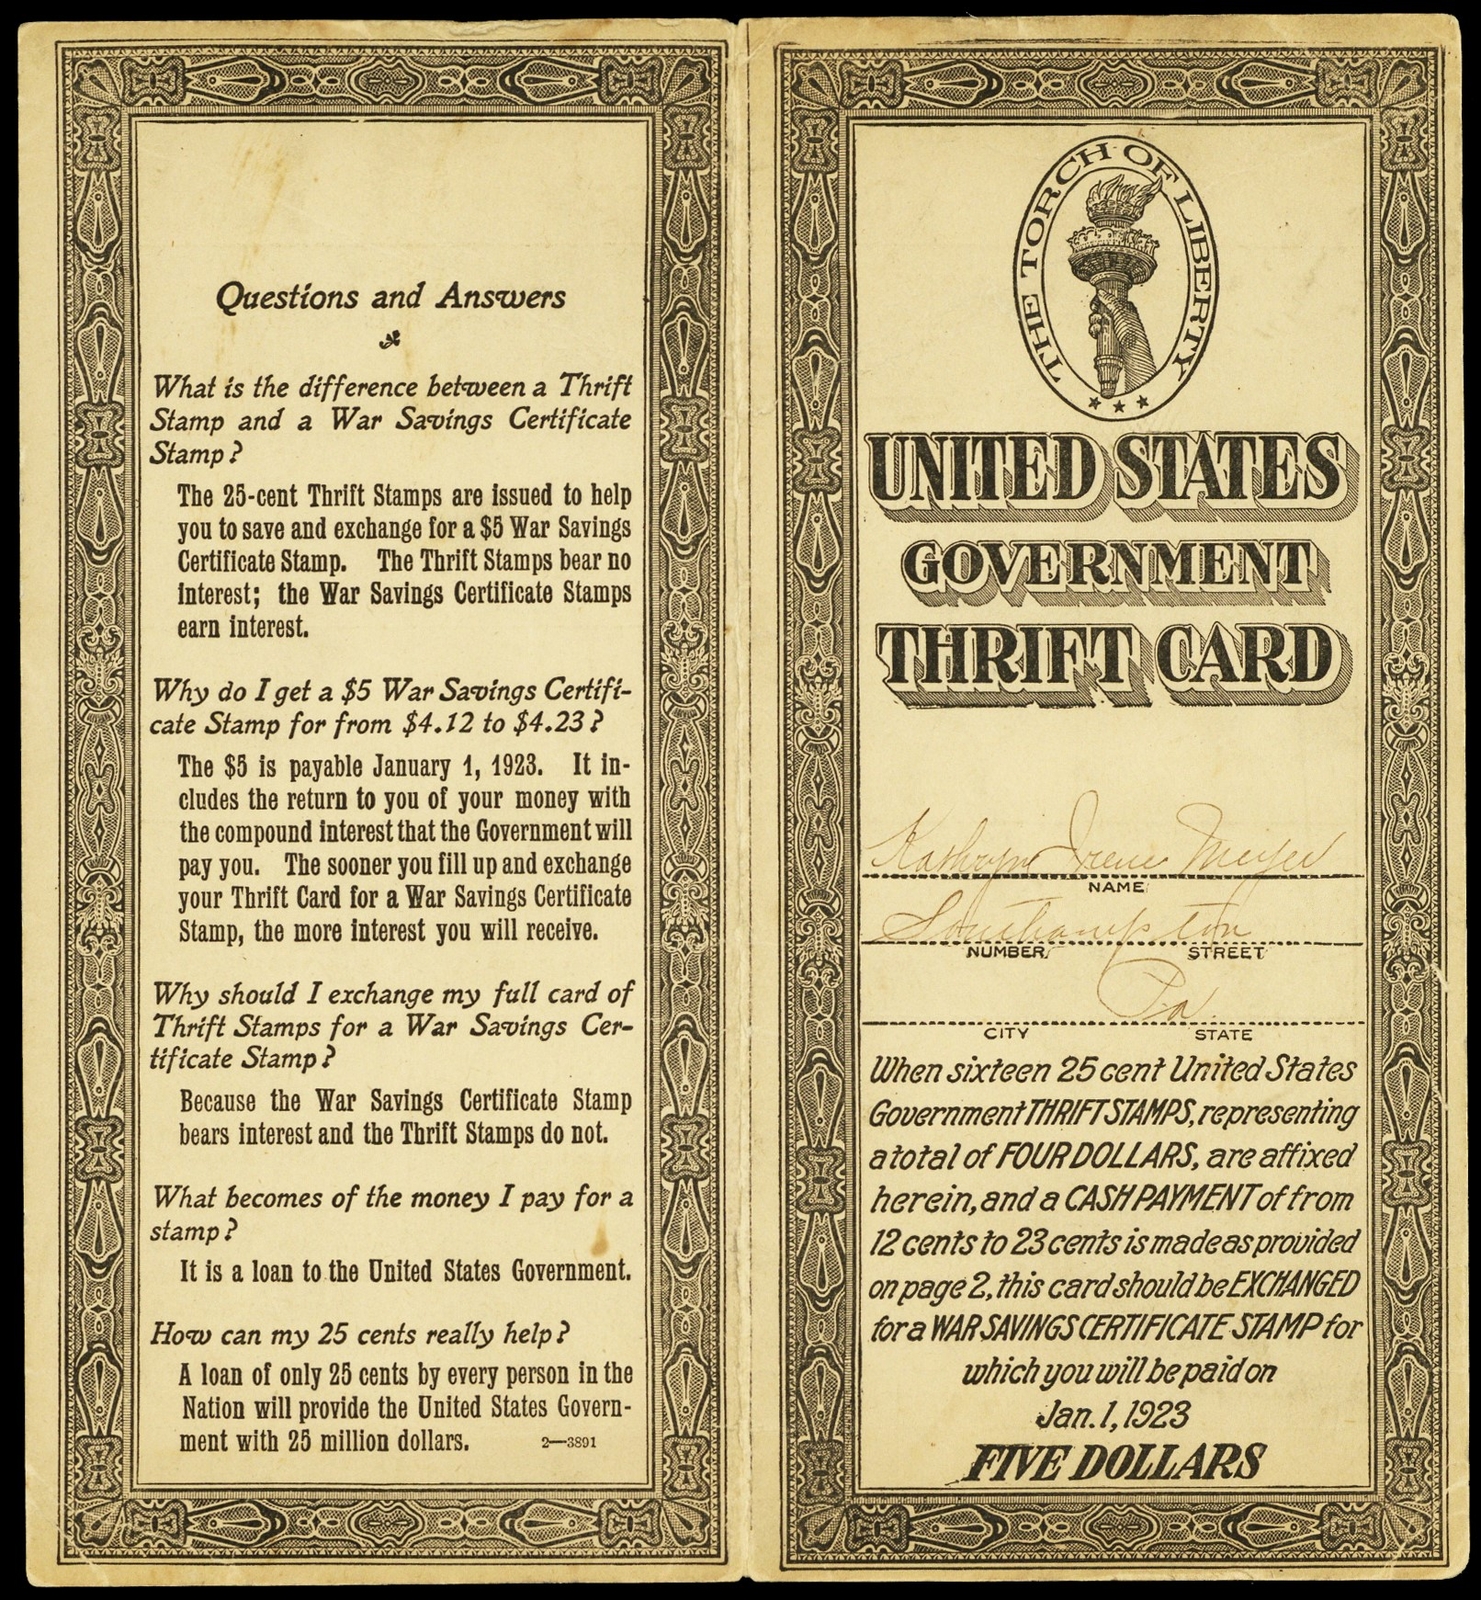 Questions and Answers
What is the difference between a Thrift
Stamp and a War Savings Certificate
Stamp?
The 25-cent Thrift Stamps are issued to help
you to save and exchange for a $5 War Savings
Certificate Stamp. The Thrift Stamps bear no
interest; the War Savings Certificate Stamps
earn interest.
Why do I get a $5 War Savings Certifi-
cate Stamp for from $4.12 to $4.23?
The $5 is payable January 1, 1923. It in-
cludes the return to you of your money with
the compound interest that the Government will
pay you. The sooner you fill up and exchange
your Thrift Card for a War Savings Certificate
Stamp, the more interest you will receive.
Why should I exchange my full card of
Thrift Stamps for a War Savings Cer-
tificate Stamp?
Because the War Savings Certificate Stamp
bears interest and the Thrift Stamps do not.
What becomes of the money I pay for a
stamp?
It is a loan to the United States Government.
How can my 25 cents really help?
A loan of only 25 cents by every person in the
Nation will provide the United States Govern-
ment with 25 million dollars. 2—3891
THE TORCH OF LIBERTY
UNITED STATES
GOVERNMENT
THRIFT CARD
Kathryn Irene Meyer
NAME
Southampton
NUMBER STREET
Pa.
CITY STATE
When sixteen 25 cent United States
Government THRIFT STAMPS, representing
a total of FOUR DOLLARS, are affixed
herein, and a CASH PAYMENT of from
12 cents to 23 cents is made as provided
on page 2, this card should be EXCHANGED
for a WAR SAVINGS CERTIFICATE STAMP for
which you will be paid on
Jan. 1, 1923
FIVE DOLLARS